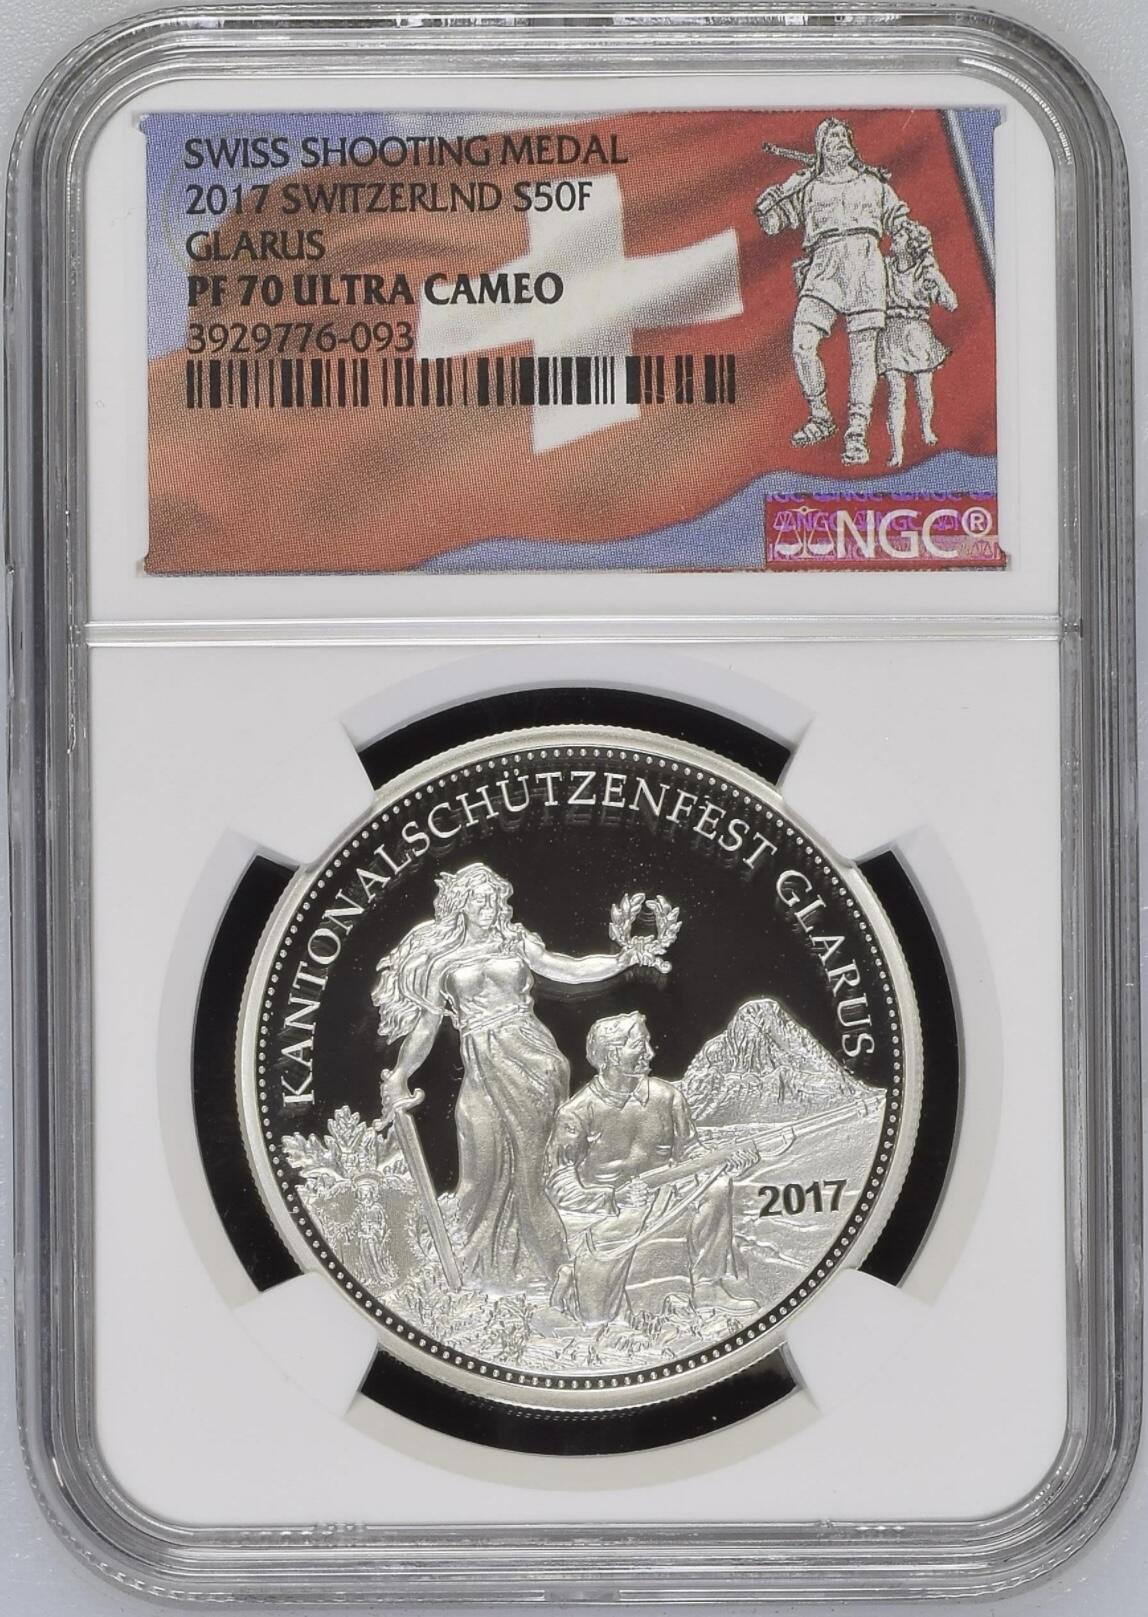 SWISS SHOOTING MEDAL
2017 SWITZERLND S50F
GLARUS
PF 70 ULTRA CAMEO
3929776-093
NGC®
KANTONALSCHÜTZENFEST GLARUS
2017